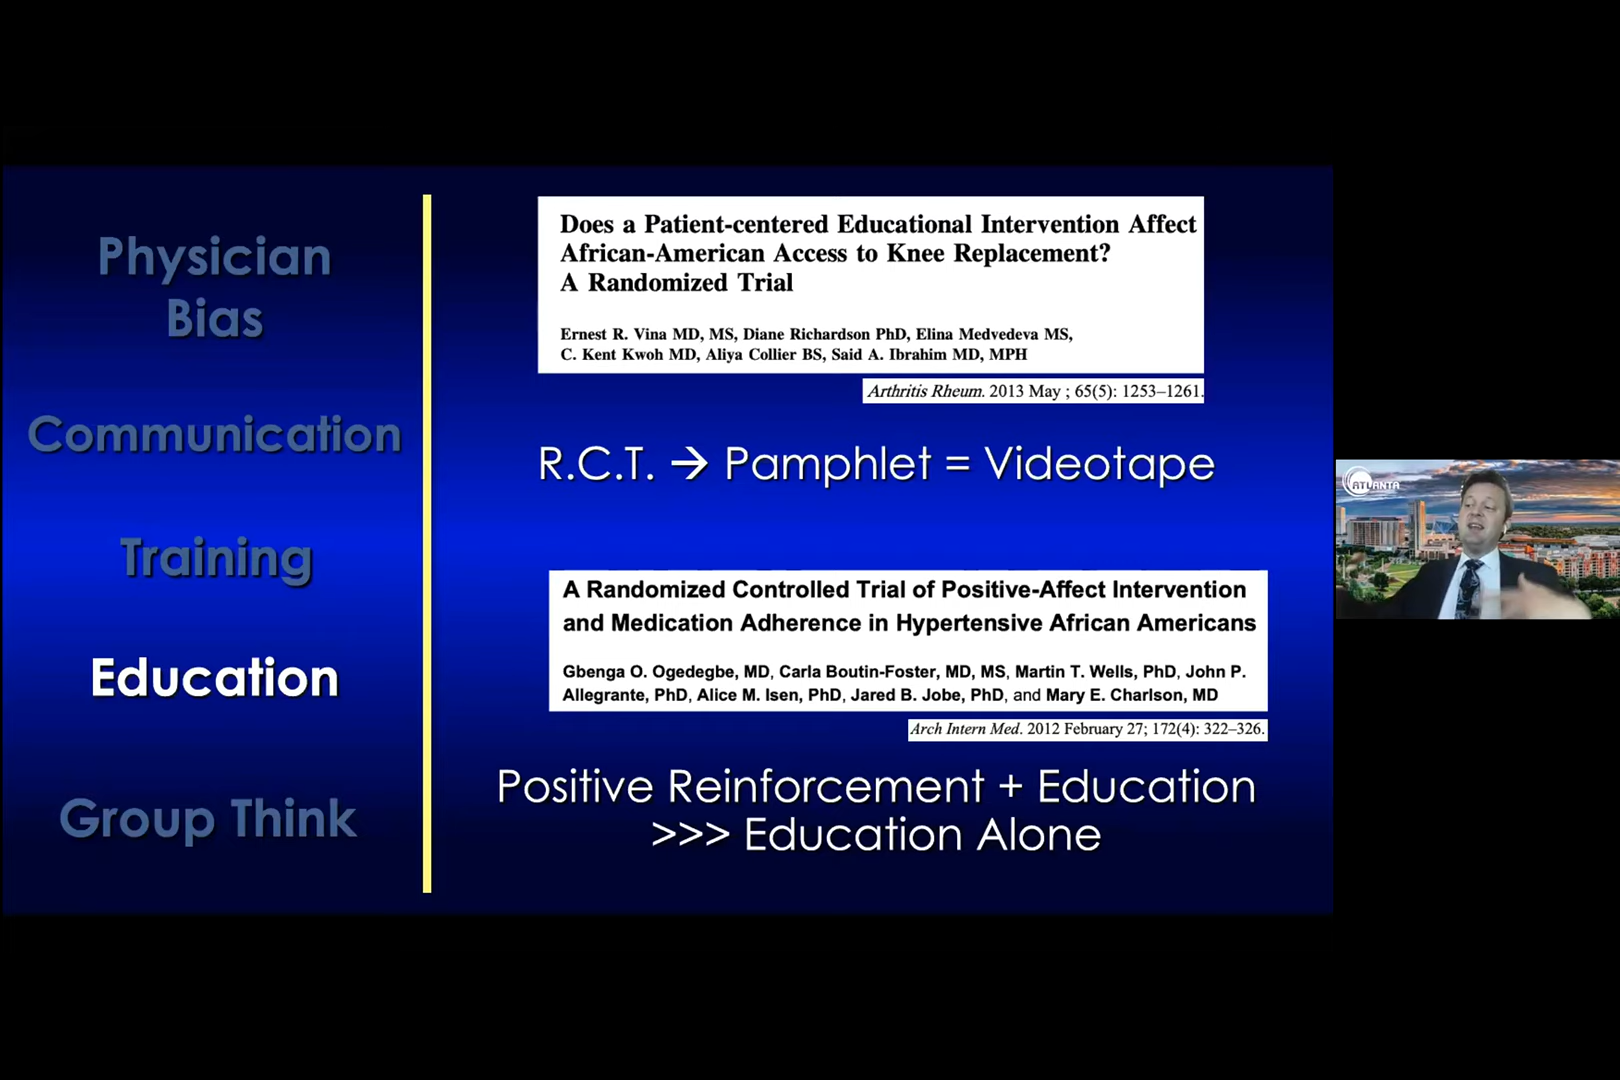 Physician
Bias
Communication
Training
Education
Group Think
Does a Patient-centered Educational Intervention Affect
African-American Access to Knee Replacement?
A Randomized Trial
Ernest R. Vina MD, MS, Diane Richardson PhD, Elina Medvedeva MS,
C. Kent Kwoh MD, Aliya Collier BS, Said A. Ibrahim MD, MPH
Arthritis Rheum. 2013 May ; 65(5): 1253–1261.
R.C.T. → Pamphlet = Videotape
A Randomized Controlled Trial of Positive-Affect Intervention
and Medication Adherence in Hypertensive African Americans
Gbenga O. Ogedegbe, MD, Carla Boutin-Foster, MD, MS, Martin T. Wells, PhD, John P.
Allegrante, PhD, Alice M. Isen, PhD, Jared B. Jobe, PhD, and Mary E. Charlson, MD
Arch Intern Med. 2012 February 27; 172(4): 322–326.
Positive Reinforcement + Education
>>> Education Alone
ATLANTA